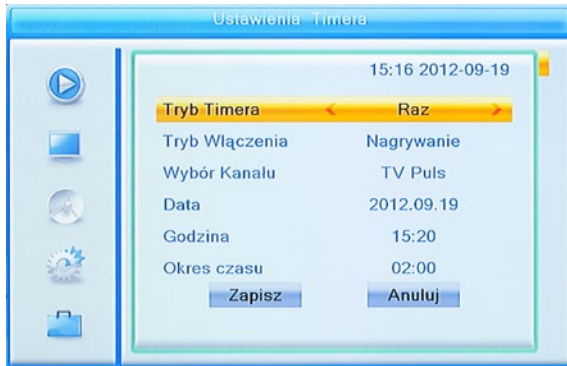 Ustawienia Timera
15:16 2012-09-19
Tryb Timera Raz
Tryb Włączenia Nagrywanie
Wybór Kanału TV Puls
Data 2012.09.19
Godzina 15:20
Okres czasu 02:00
Zapisz Anuluj